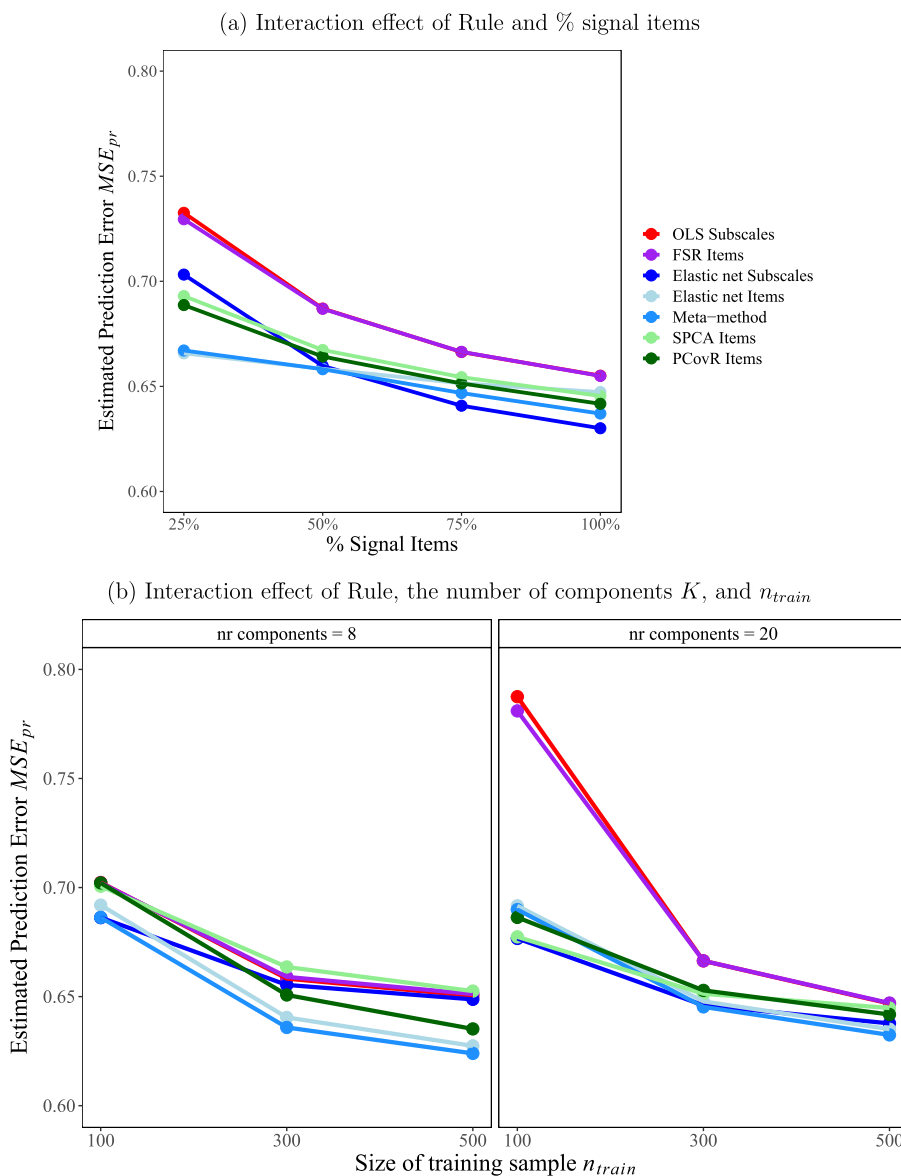 (a) Interaction effect of Rule and % signal items
Estimated Prediction Error MSE_pr
0.80
0.75
0.70
0.65
0.60
25% 50% 75% 100%
% Signal Items
OLS Subscales
FSR Items
Elastic net Subscales
Elastic net Items
Meta−method
SPCA Items
PCovR Items
(b) Interaction effect of Rule, the number of components K, and n_train
nr components = 8 nr components = 20
Estimated Prediction Error MSE_pr
0.80
0.75
0.70
0.65
0.60
100 300 500 100 300 500
Size of training sample n_train